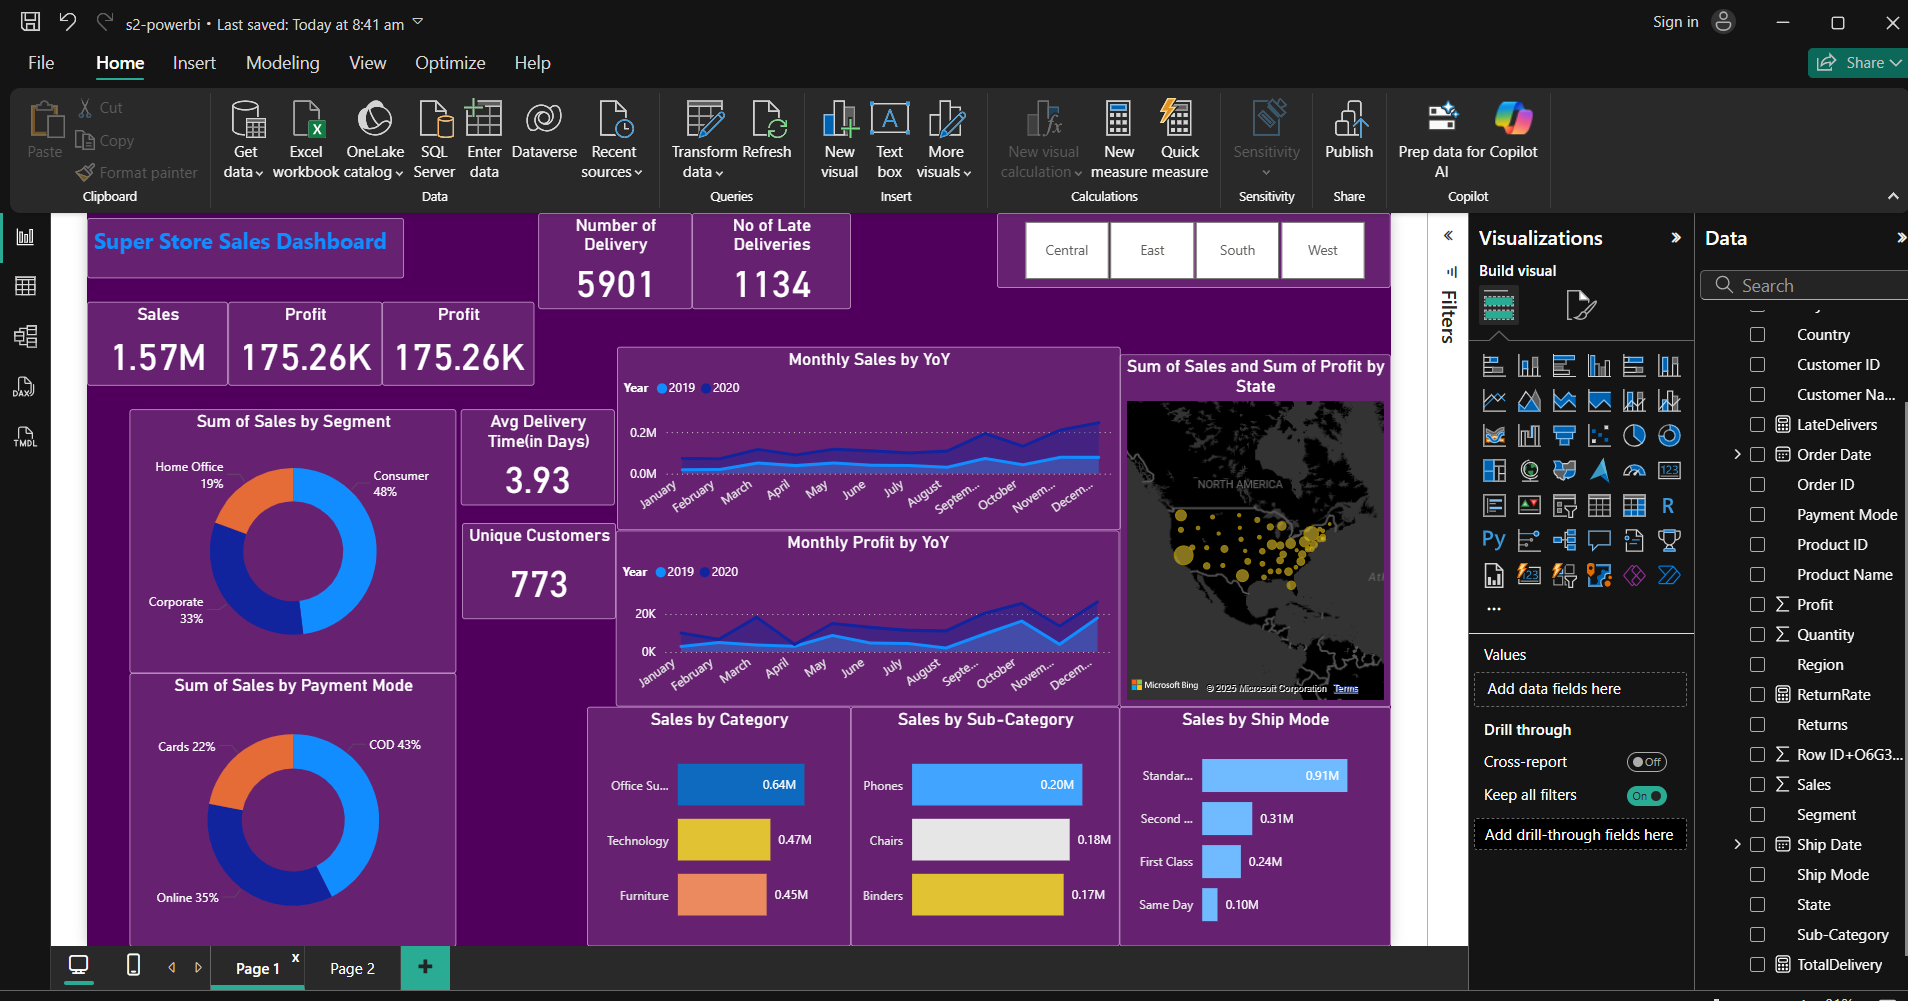 s2-powerbi • Last saved: Today at 8:41 am
Sign in
File
Home
Insert
Modeling
View
Optimize
Help
Share
Paste
Cut
Copy
Format painter
Clipboard
Get
data
Excel
workbook
OneLake
catalog
SQL
Server
Enter
data
Dataverse
Recent
sources
Data
Transform
data
Refresh
Queries
New
visual
Text
box
More
visuals
Insert
New visual
calculation
New
measure
Quick
measure
Calculations
Sensitivity
Sensitivity
Publish
Share
Prep data for
AI
Copilot
Copilot
DAX
TMDL
Super Store Sales Dashboard
Number of
Delivery
5901
No of Late
Deliveries
1134
Central
East
South
West
Sales
1.57M
Profit
175.26K
Profit
175.26K
Sum of Sales by Segment
Home Office
19%
Consumer
48%
Corporate
33%
Avg Delivery
Time(in Days)
3.93
Unique Customers
773
Monthly Sales by YoY
Year 2019 2020
0.2M
0.0M
January
February
March
April
May
June
July
August
Septem...
October
Novem...
Decem...
Monthly Profit by YoY
Year 2019 2020
20K
0K
January
February
March
April
May
June
July
August
Septe...
October
Novem...
Decem...
Sum of Sales and Sum of Profit by
State
NORTH AMERICA
Microsoft Bing
© 2025 Microsoft Corporation Terms
Sum of Sales by Payment Mode
Cards 22%
COD 43%
Online 35%
Sales by Category
Office Su...
0.64M
Technology
0.47M
Furniture
0.45M
Sales by Sub-Category
Phones
0.20M
Chairs
0.18M
Binders
0.17M
Sales by Ship Mode
Standar...
0.91M
Second ...
0.31M
First Class
0.24M
Same Day
0.10M
Page 1
Page 2
Filters
Visualizations
Build visual
123
R
Py
123
...
Values
Add data fields here
Drill through
Cross-report
Off
Keep all filters
On
Add drill-through fields here
Data
Search
Country
Customer ID
Customer Na...
LateDelivers
Order Date
Order ID
Payment Mode
Product ID
Product Name
Profit
Quantity
Region
ReturnRate
Returns
Row ID+O6G3...
Sales
Segment
Ship Date
Ship Mode
State
Sub-Category
TotalDelivery